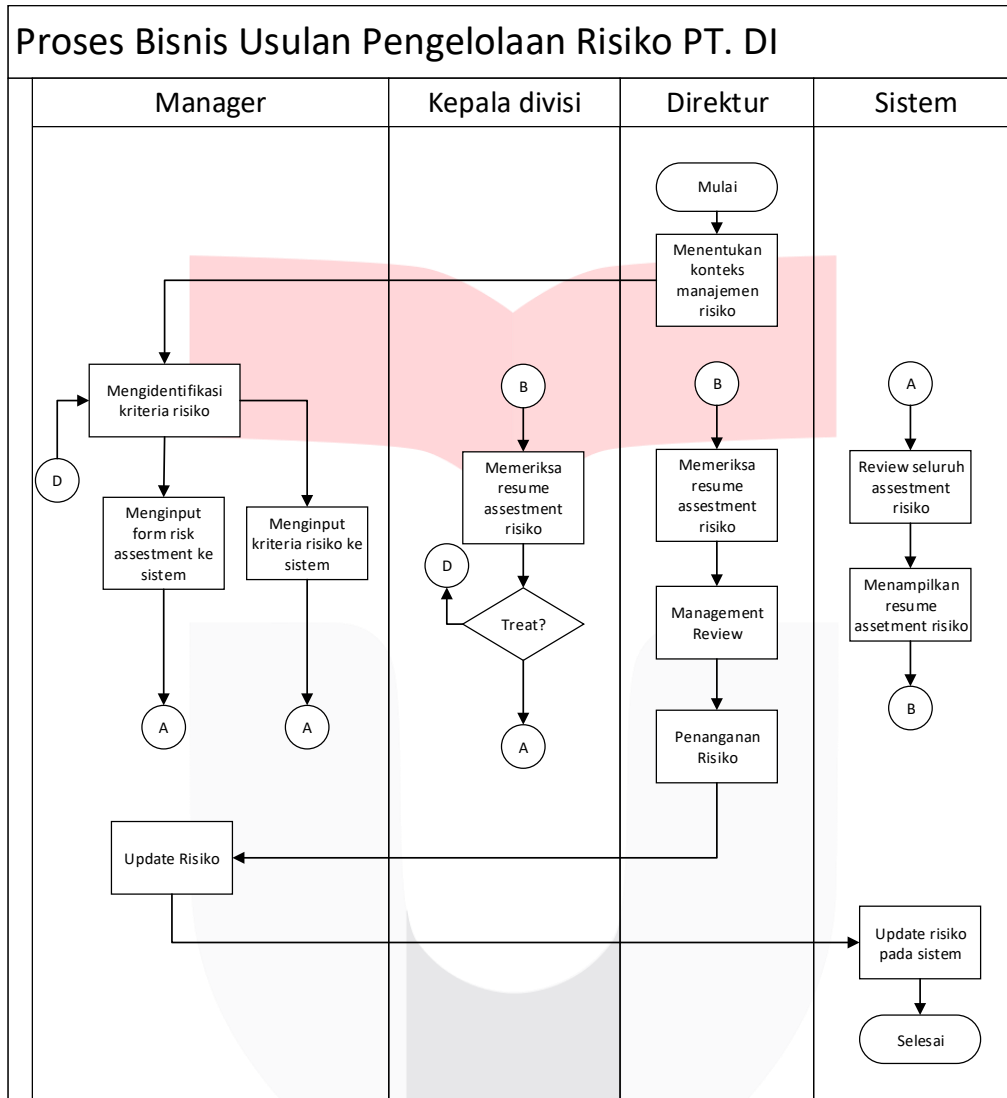 Proses Bisnis Usulan Pengelolaan Risiko PT. DI
Manager
Kepala divisi
Direktur
Sistem
Mulai
Menentukan
konteks
manajemen
risiko
Mengidentifikasi
kriteria risiko
B
B
A
D
Menginput
form risk
assestment ke
sistem
Menginput
kriteria risiko ke
sistem
Memeriksa
resume
assestment
risiko
Memeriksa
resume
assestment
risiko
Review seluruh
assestment
risiko
D
Treat?
Management
Review
Menampilkan
resume
assetment risiko
A
A
A
Penanganan
Risiko
B
Update Risiko
Update risiko
pada sistem
Selesai